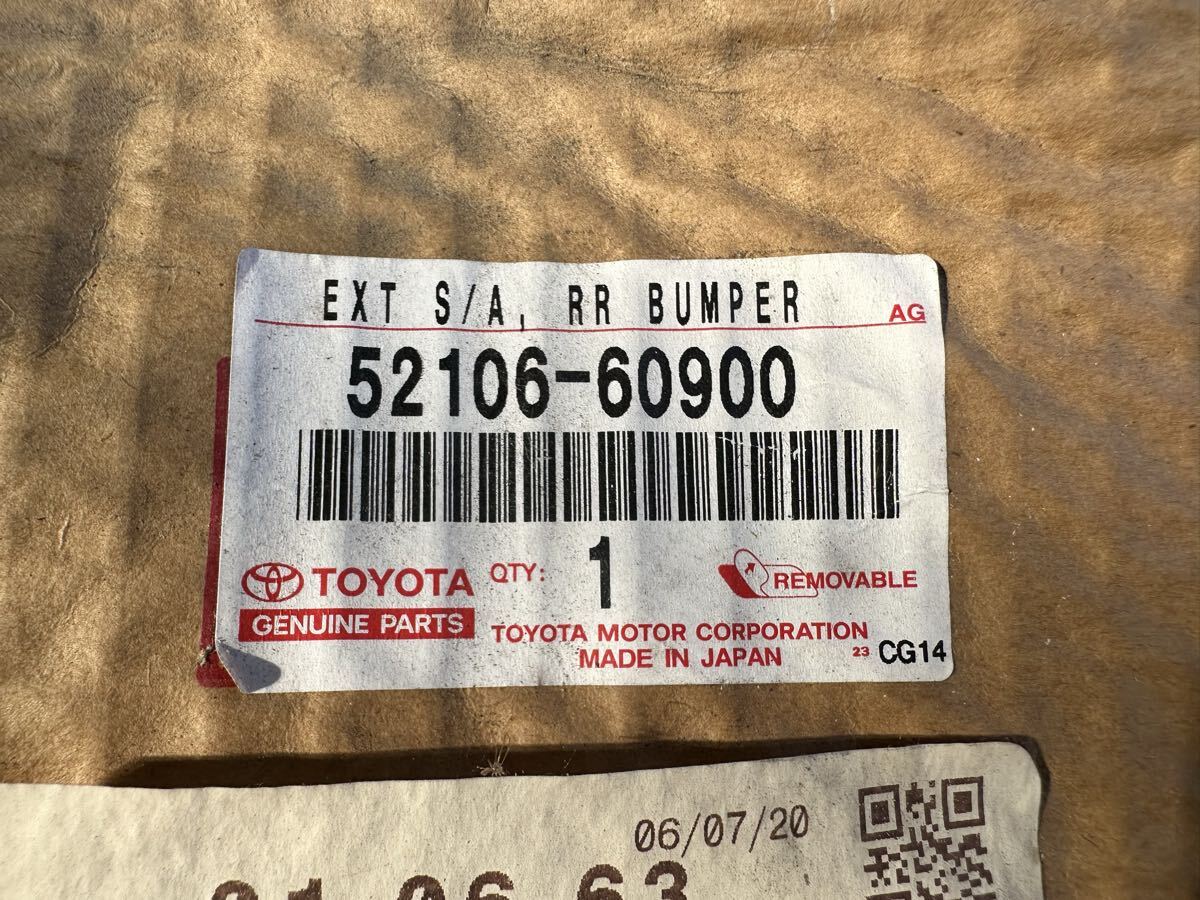 EXT S/A, RR BUMPER
AG
52106-60900
TOYOTA
GENUINE PARTS
QTY: 1
REMOVABLE
TOYOTA MOTOR CORPORATION
MADE IN JAPAN
23 CG14
06/07/20